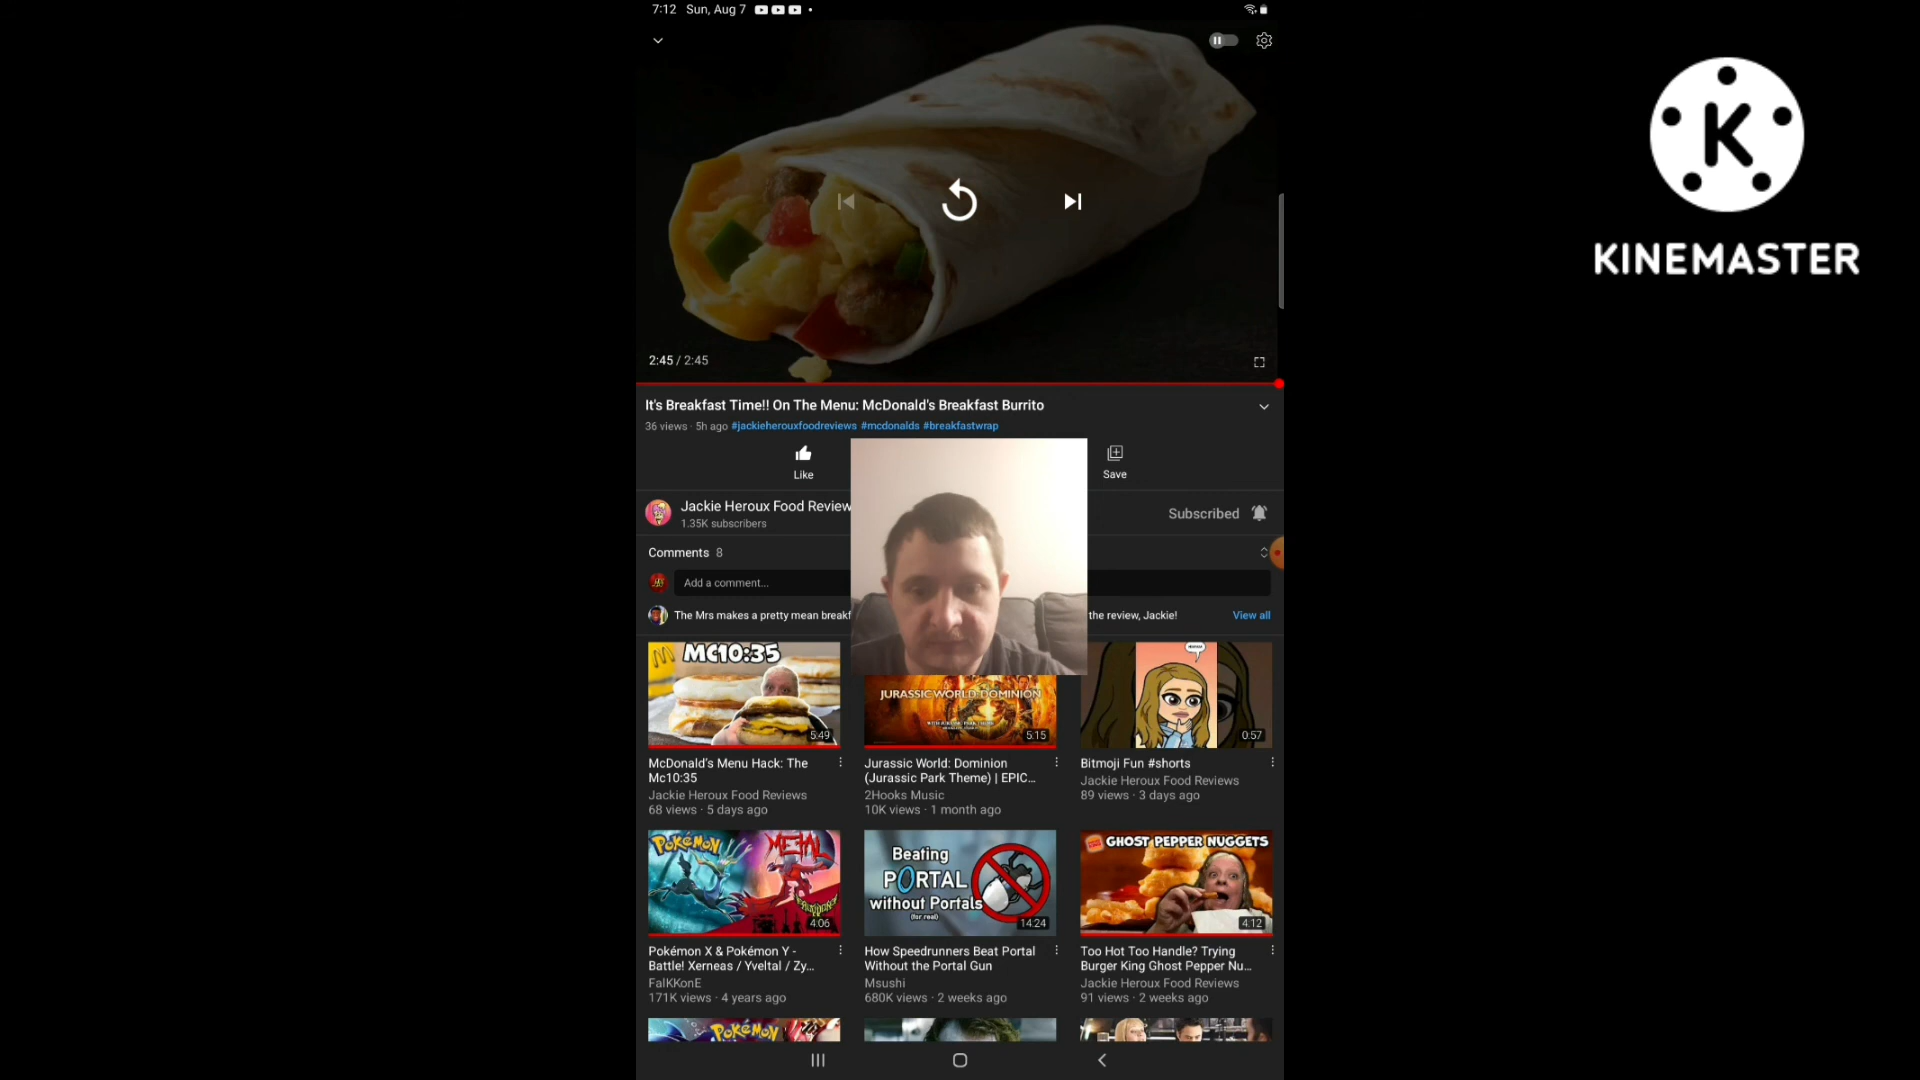 7:12 Sun, Aug 7
KINEMASTER
2:45 / 2:45
It's Breakfast Time!! On The Menu: McDonald's Breakfast Burrito
36 views · 5h ago #jackieherouxfoodreviews #mcdonalds #breakfastwrap
Like
Save
Jackie Heroux Food Review
1.35K subscribers
Subscribed
Comments 8
Add a comment...
The Mrs makes a pretty mean breakf
the review, Jackie!
View all
MC10:35
5:49
JURASSIC WORLD: DOMINION
5:15
0:57
McDonald's Menu Hack: The
Mc10:35
Jackie Heroux Food Reviews
68 views · 5 days ago
Jurassic World: Dominion
(Jurassic Park Theme) | EPIC...
2Hooks Music
10K views · 1 month ago
Bitmoji Fun #shorts
Jackie Heroux Food Reviews
89 views · 3 days ago
POKéMON
METAL
4:06
Beating
PORTAL
without Portals
(for real)
14:24
GHOST PEPPER NUGGETS
4:12
Pokémon X & Pokémon Y -
Battle! Xerneas / Yveltal / Zy...
FalKKonE
171K views · 4 years ago
How Speedrunners Beat Portal
Without the Portal Gun
Msushi
680K views · 2 weeks ago
Too Hot Too Handle? Trying
Burger King Ghost Pepper Nu...
Jackie Heroux Food Reviews
91 views · 2 weeks ago
POKéMON